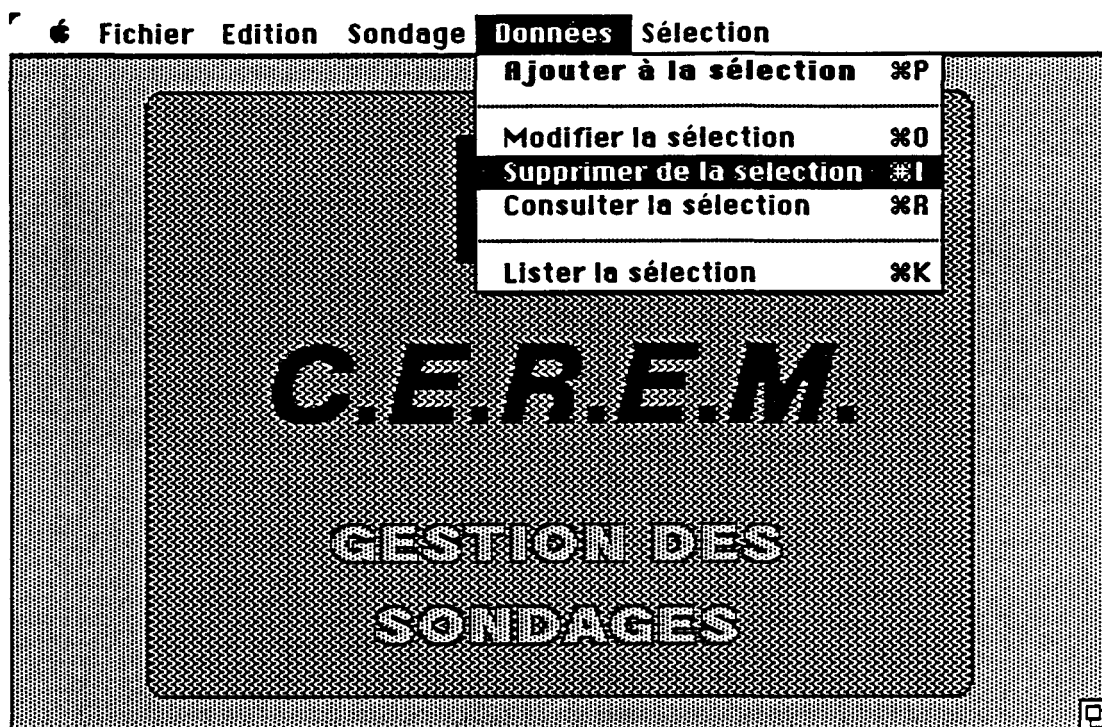 Fichier Edition Sondage Données Sélection
Ajouter à la sélection ⌘P
Modifier la sélection ⌘O
Supprimer de la sélection ⌘I
Consulter la sélection ⌘R
Lister la sélection ⌘K
C.E.R.E.M.
GESTION DES
SONDAGES